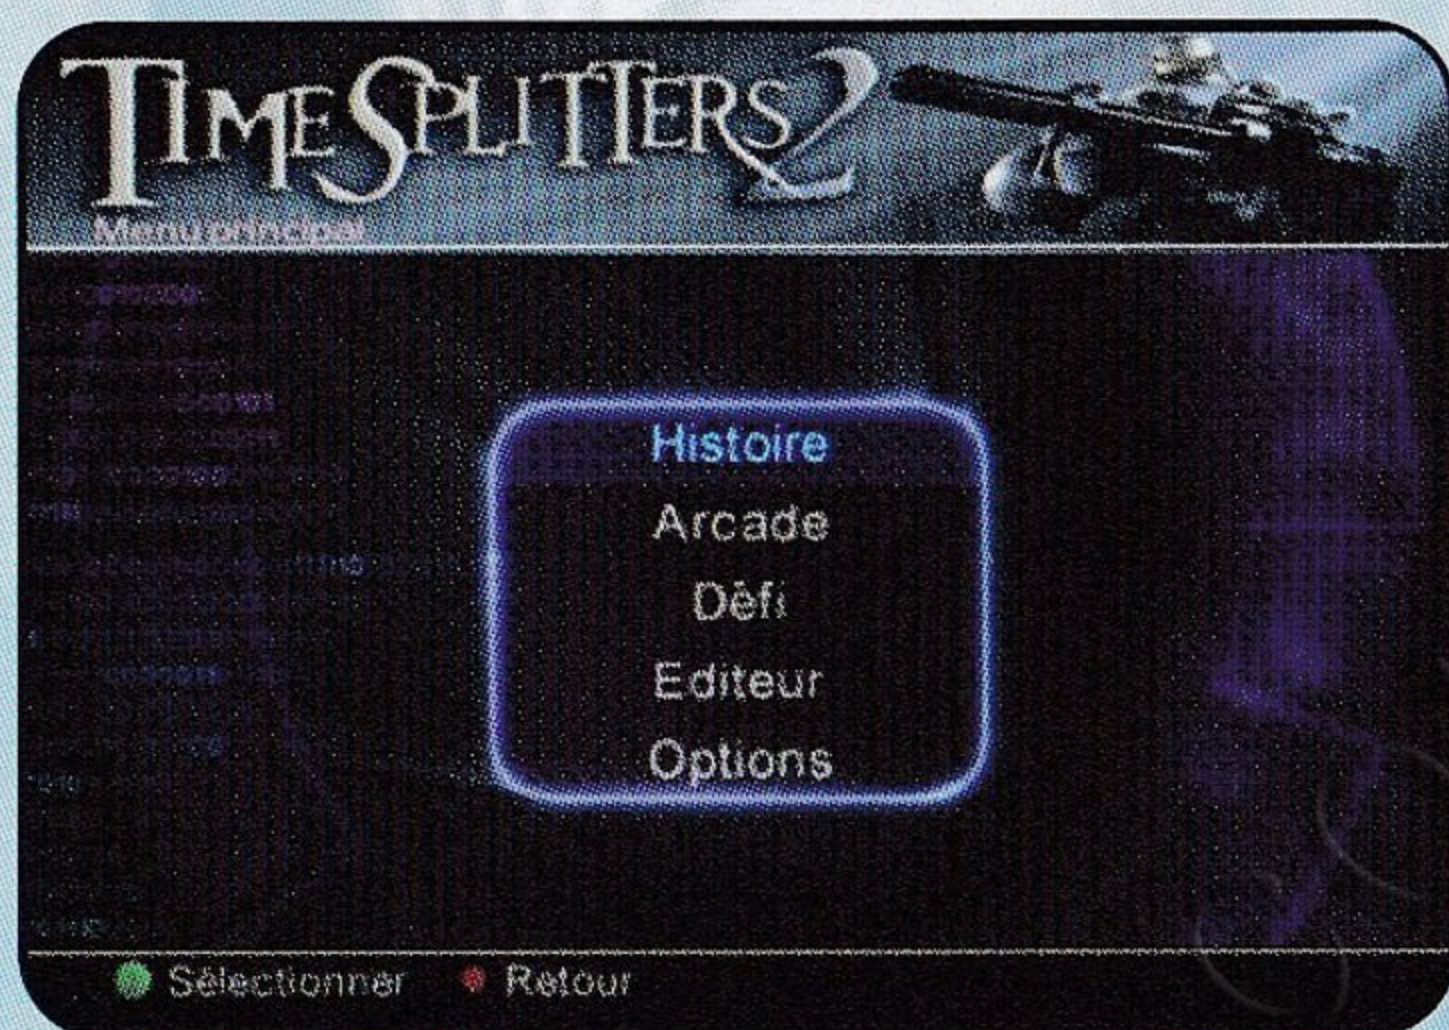 TIMESPLITTERS 2
Menu principal
Histoire
Arcade
Défi
Editeur
Options
Sélectionner Retour